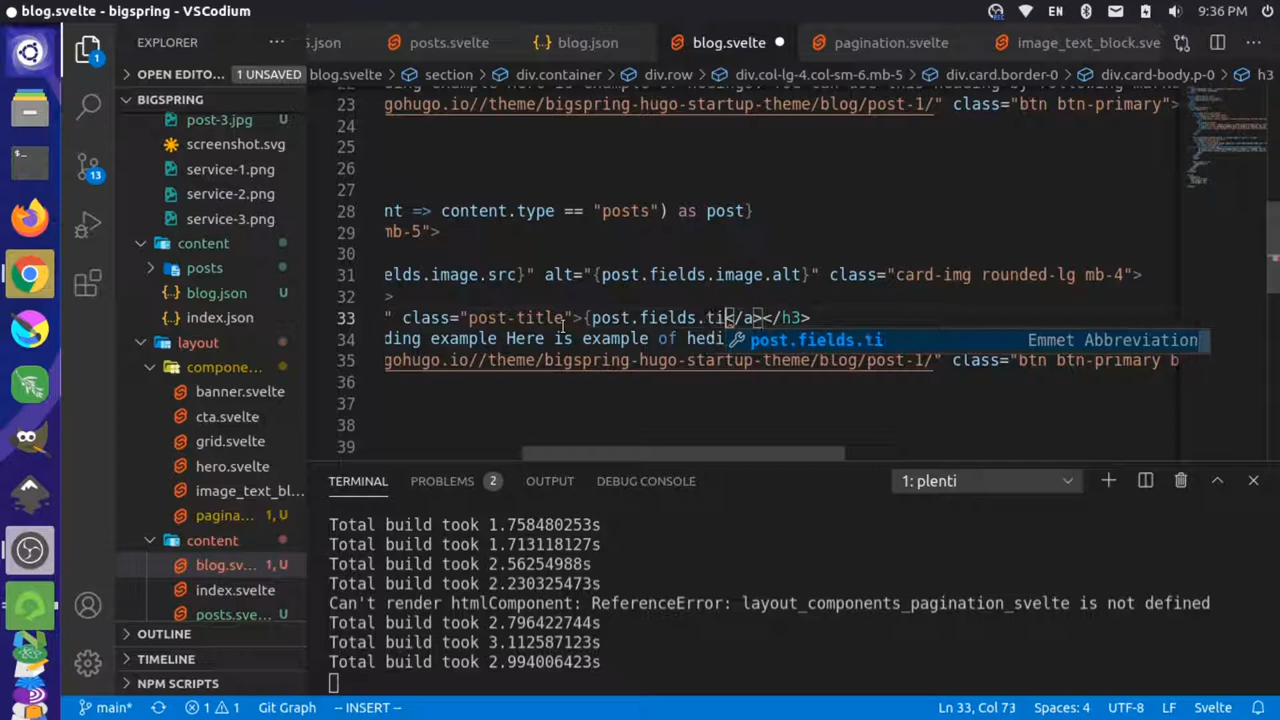 blog.svelte - bigspring - VSCodium
EN
9:36 PM
EXPLORER
5.json
posts.svelte
blog.json
blog.svelte
pagination.svelte
image_text_block.sve
OPEN EDITO... 1 UNSAVED
blog.svelte
section
div.container
div.row
div.col-lg-4.col-sm-6.mb-5
div.card.border-0
div.card-body.p-0
h3
BIGSPRING
post-3.jpg U
screenshot.svg
service-1.png
service-2.png
service-3.png
content
posts
blog.json U
index.json
layout
compone...
banner.svelte
cta.svelte
grid.svelte
hero.svelte
image_text_bl...
pagina... 1, U
content
blog.sv... 1, U
index.svelte
posts.sve... U
OUTLINE
TIMELINE
NPM SCRIPTS
23 gohugo.io//theme/bigspring-hugo-startup-theme/blog/post-1/" class="btn btn-primary">
24
25
26
27
28 nt => content.type == "posts") as post}
29 mb-5">
30
31 elds.image.src}" alt="{post.fields.image.alt}" class="card-img rounded-lg mb-4">
32 >
33 " class="post-title">{post.fields.ti</a></h3>
34 ding example Here is example of hedi
post.fields.ti Emmet Abbreviation
35 gohugo.io//theme/bigspring-hugo-startup-theme/blog/post-1/" class="btn btn-primary b
36
37
38
39
TERMINAL
PROBLEMS 2
OUTPUT
DEBUG CONSOLE
1: plenti
Total build took 1.758480253s
Total build took 1.713118127s
Total build took 2.56254988s
Total build took 2.230325473s
Can't render htmlComponent: ReferenceError: layout_components_pagination_svelte is not defined
Total build took 2.796422744s
Total build took 3.112587123s
Total build took 2.994006423s
1
13
main*
1
1
Git Graph
-- INSERT --
Ln 33, Col 73
Spaces: 4
UTF-8
LF
Svelte